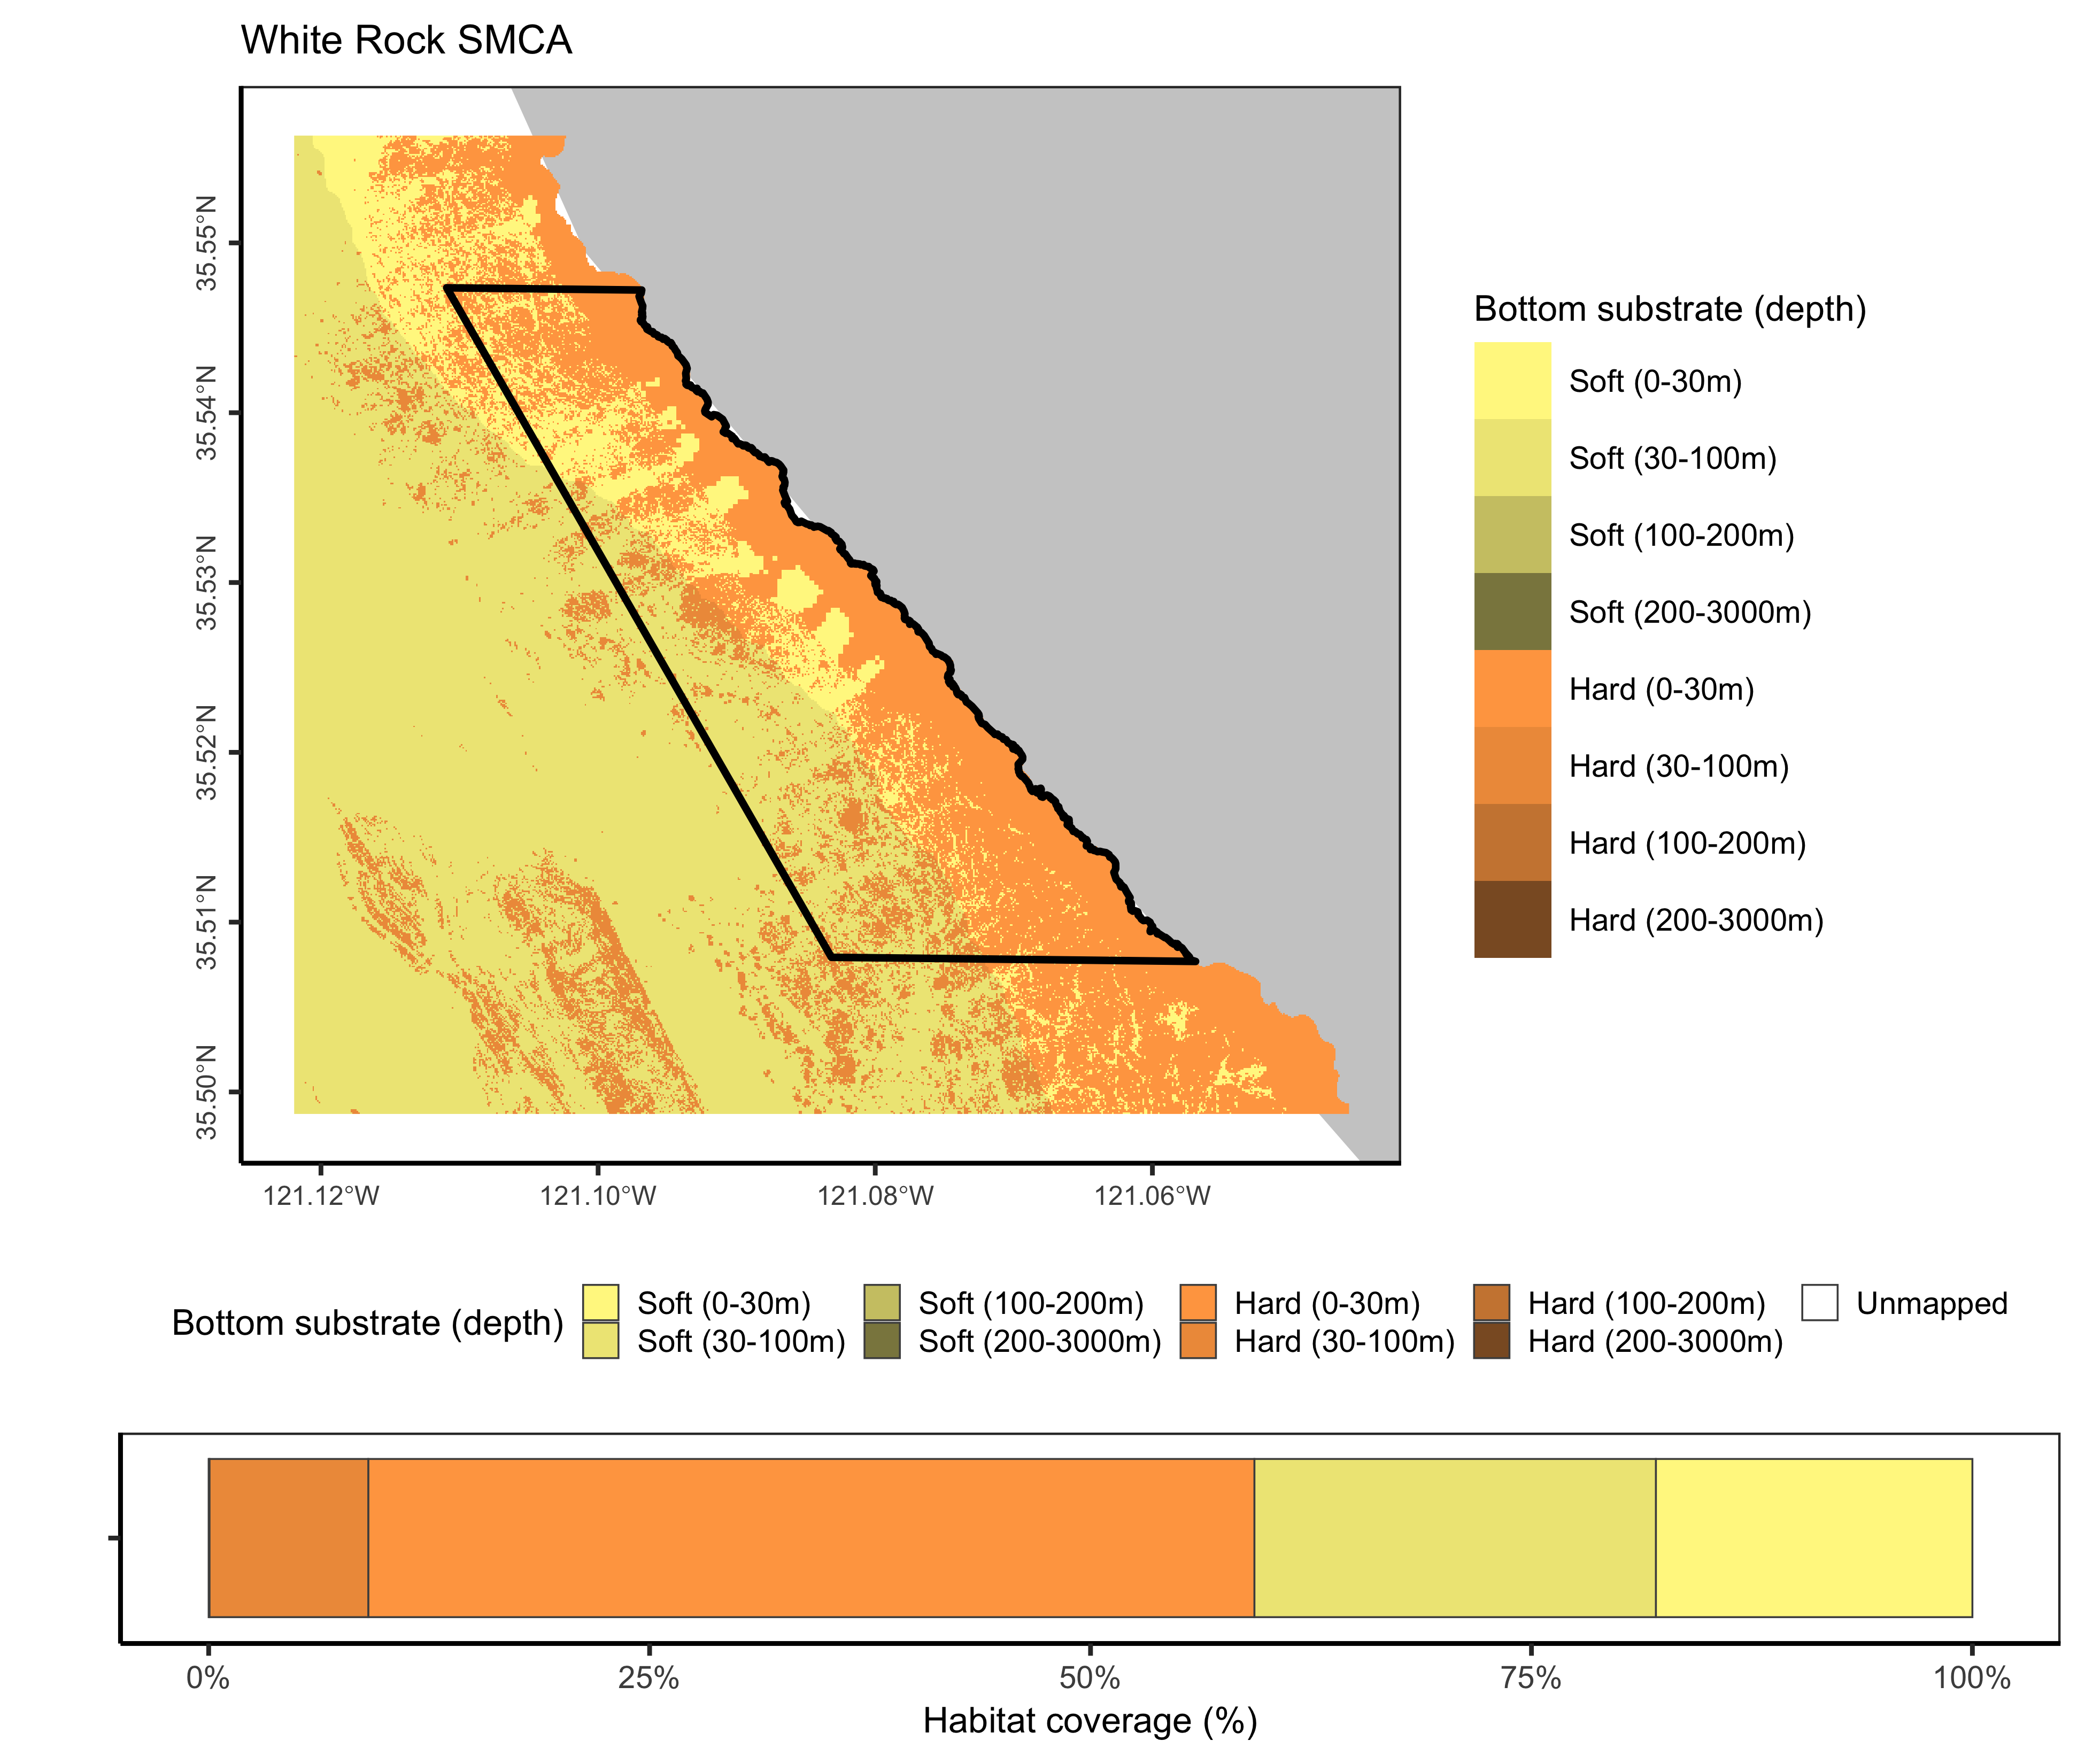 White Rock SMCA
35.55°N
35.54°N
35.53°N
35.52°N
35.51°N
35.50°N
121.12°W
121.10°W
121.08°W
121.06°W
Bottom substrate (depth)
Soft (0-30m)
Soft (30-100m)
Soft (100-200m)
Soft (200-3000m)
Hard (0-30m)
Hard (30-100m)
Hard (100-200m)
Hard (200-3000m)
Bottom substrate (depth)
Soft (0-30m) Soft (100-200m) Hard (0-30m) Hard (100-200m) Unmapped
Soft (30-100m) Soft (200-3000m) Hard (30-100m) Hard (200-3000m)
0% 25% 50% 75% 100%
Habitat coverage (%)